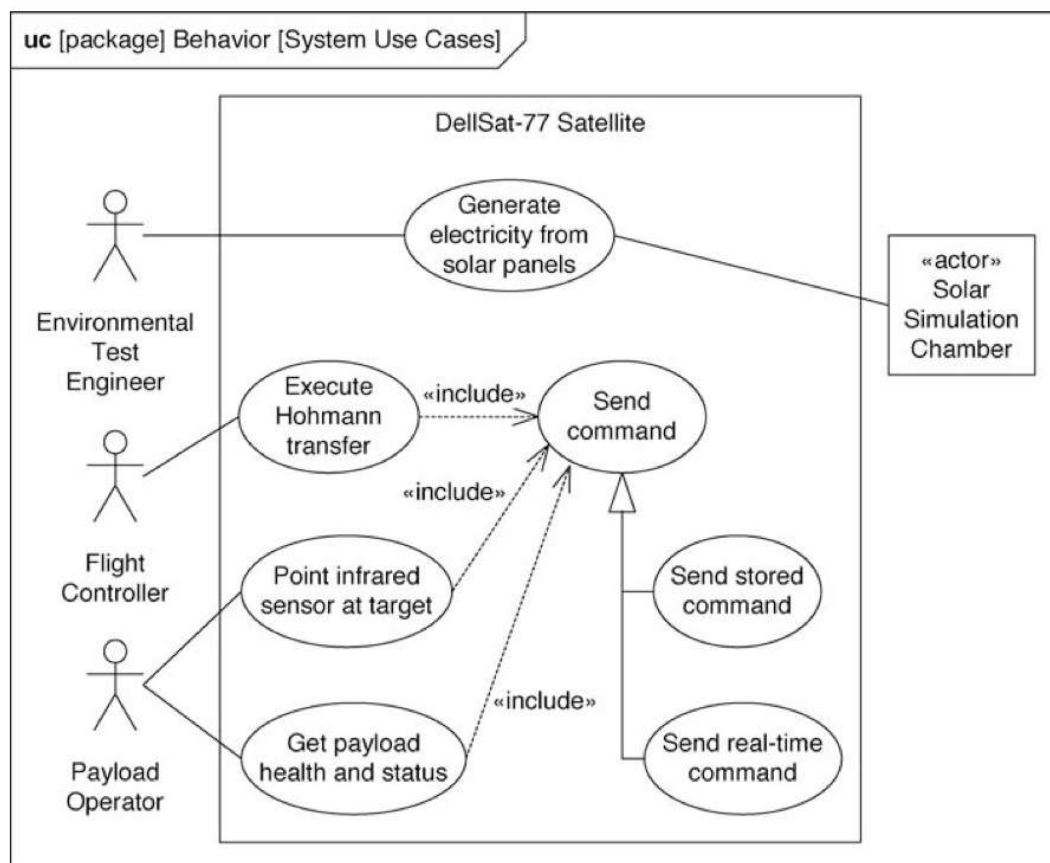 uc [package] Behavior [System Use Cases]
DellSat-77 Satellite
Generate
electricity from
solar panels
«actor»
Solar
Simulation
Chamber
Environmental
Test
Engineer
Execute
Hohmann
transfer
«include»
Send
command
«include»
Flight
Controller
Point infrared
sensor at target
Send stored
command
«include»
Get payload
health and status
Send real-time
command
Payload
Operator